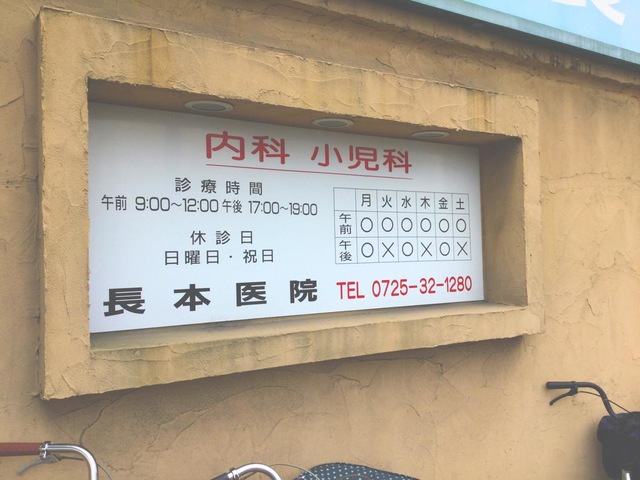 内科 小児科
診療時間
午前 9:00〜12:00 午後 17:00〜19:00
休診日
日曜日・祝日
月 火 水 木 金 土
午前 ○ ○ ○ ○ ○ ○
午後 ○ × ○ × ○ ×
長本医院 TEL 0725-32-1280